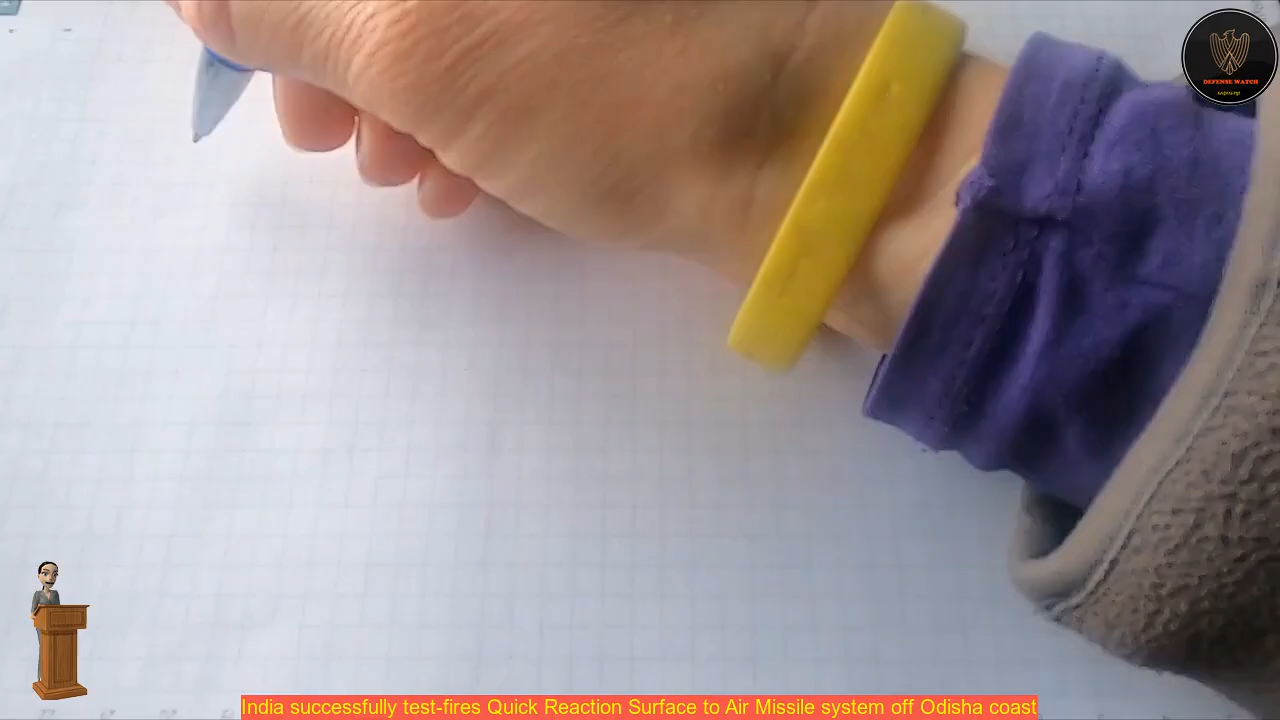 DEFENSE WATCH
India successfully test-fires Quick Reaction Surface to Air Missile system off Odisha coast